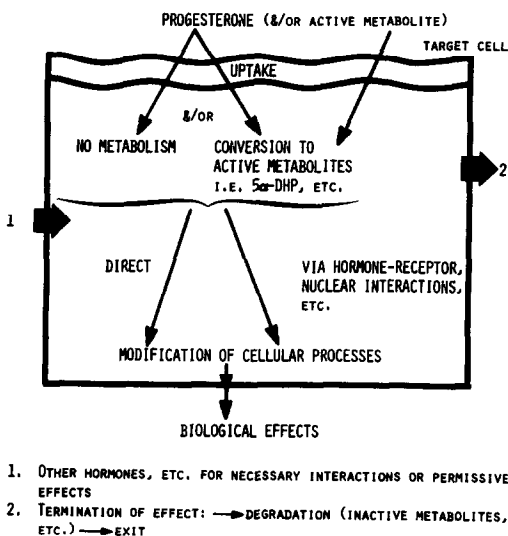 PROGESTERONE (&/OR ACTIVE METABOLITE)
TARGET CELL
UPTAKE
&/OR
NO METABOLISM
CONVERSION TO
ACTIVE METABOLITES
I.E. 5α-DHP, ETC.
1
2
DIRECT
VIA HORMONE-RECEPTOR,
NUCLEAR INTERACTIONS,
ETC.
MODIFICATION OF CELLULAR PROCESSES
BIOLOGICAL EFFECTS
1. OTHER HORMONES, ETC. FOR NECESSARY INTERACTIONS OR PERMISSIVE
EFFECTS
2. TERMINATION OF EFFECT: → DEGRADATION (INACTIVE METABOLITES,
ETC.) → EXIT